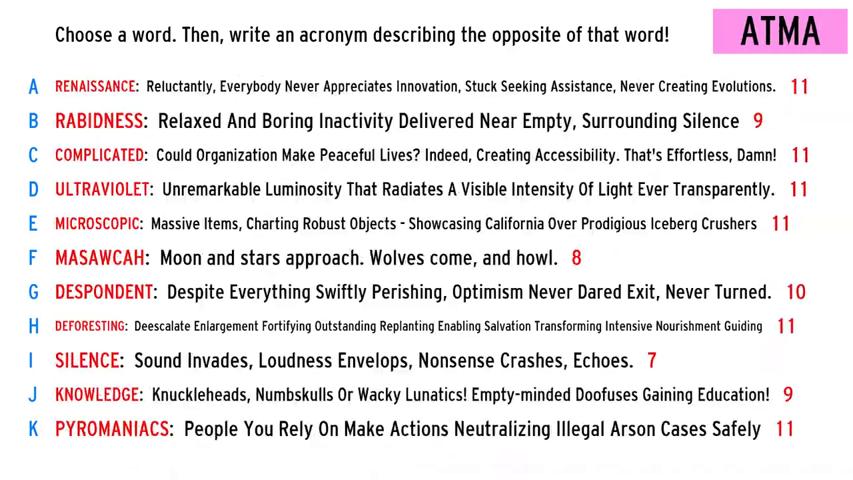 Choose a word. Then, write an acronym describing the opposite of that word!
ATMA
A RENAISSANCE: Reluctantly, Everybody Never Appreciates Innovation, Stuck Seeking Assistance, Never Creating Evolutions. 11
B RABIDNESS: Relaxed And Boring Inactivity Delivered Near Empty, Surrounding Silence 9
C COMPLICATED: Could Organization Make Peaceful Lives? Indeed, Creating Accessibility. That's Effortless, Damn! 11
D ULTRAVIOLET: Unremarkable Luminosity That Radiates A Visible Intensity Of Light Ever Transparently. 11
E MICROSCOPIC: Massive Items, Charting Robust Objects - Showcasing California Over Prodigious Iceberg Crushers 11
F MASAWCAH: Moon and stars approach. Wolves come, and howl. 8
G DESPONDENT: Despite Everything Swiftly Perishing, Optimism Never Dared Exit, Never Turned. 10
H DEFORESTING: Deescalate Enlargement Fortifying Outstanding Replanting Enabling Salvation Transforming Intensive Nourishment Guiding 11
I SILENCE: Sound Invades, Loudness Envelops, Nonsense Crashes, Echoes. 7
J KNOWLEDGE: Knuckleheads, Numbskulls Or Wacky Lunatics! Empty-minded Doofuses Gaining Education! 9
K PYROMANIACS: People You Rely On Make Actions Neutralizing Illegal Arson Cases Safely 11